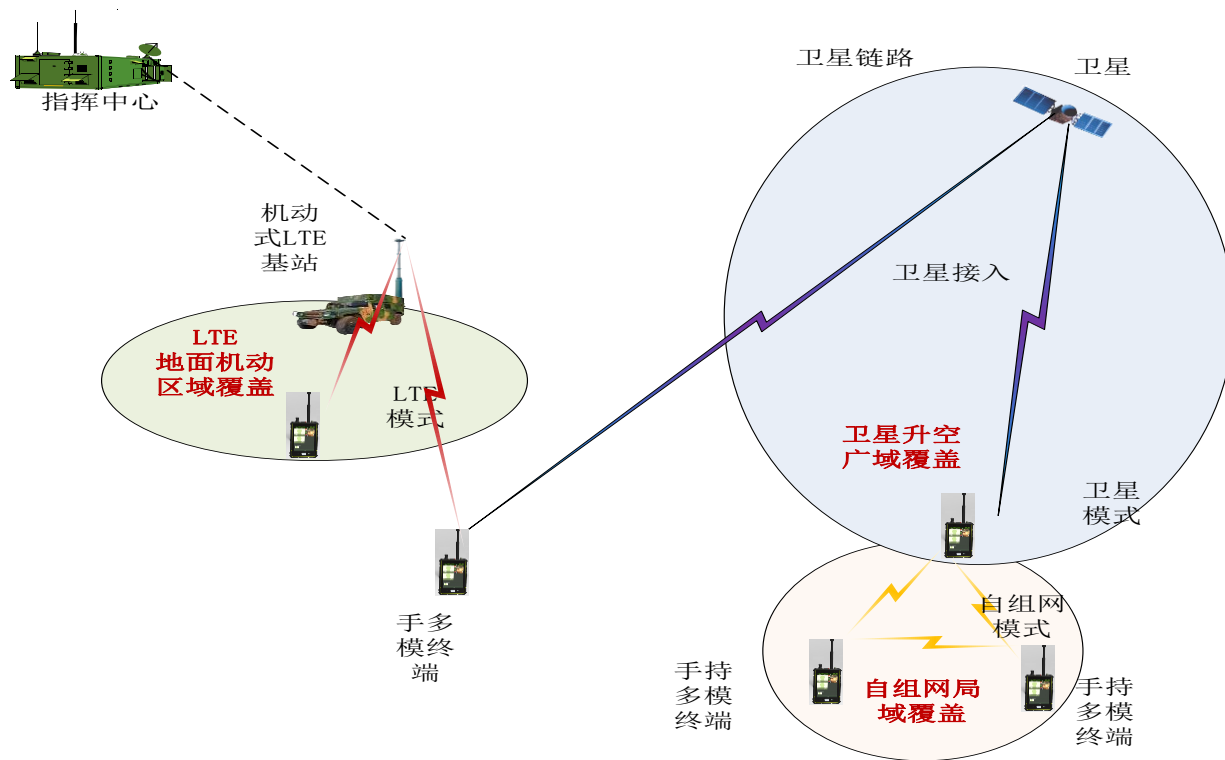 指挥中心
卫星链路
卫星
机动
式LTE
基站
卫星接入
LTE
地面机动
区域覆盖
LTE
模式
卫星升空
广域覆盖
卫星
模式
手多
模终
端
自组网
模式
手持
多模
终端
自组网局
域覆盖
手持
多模
终端